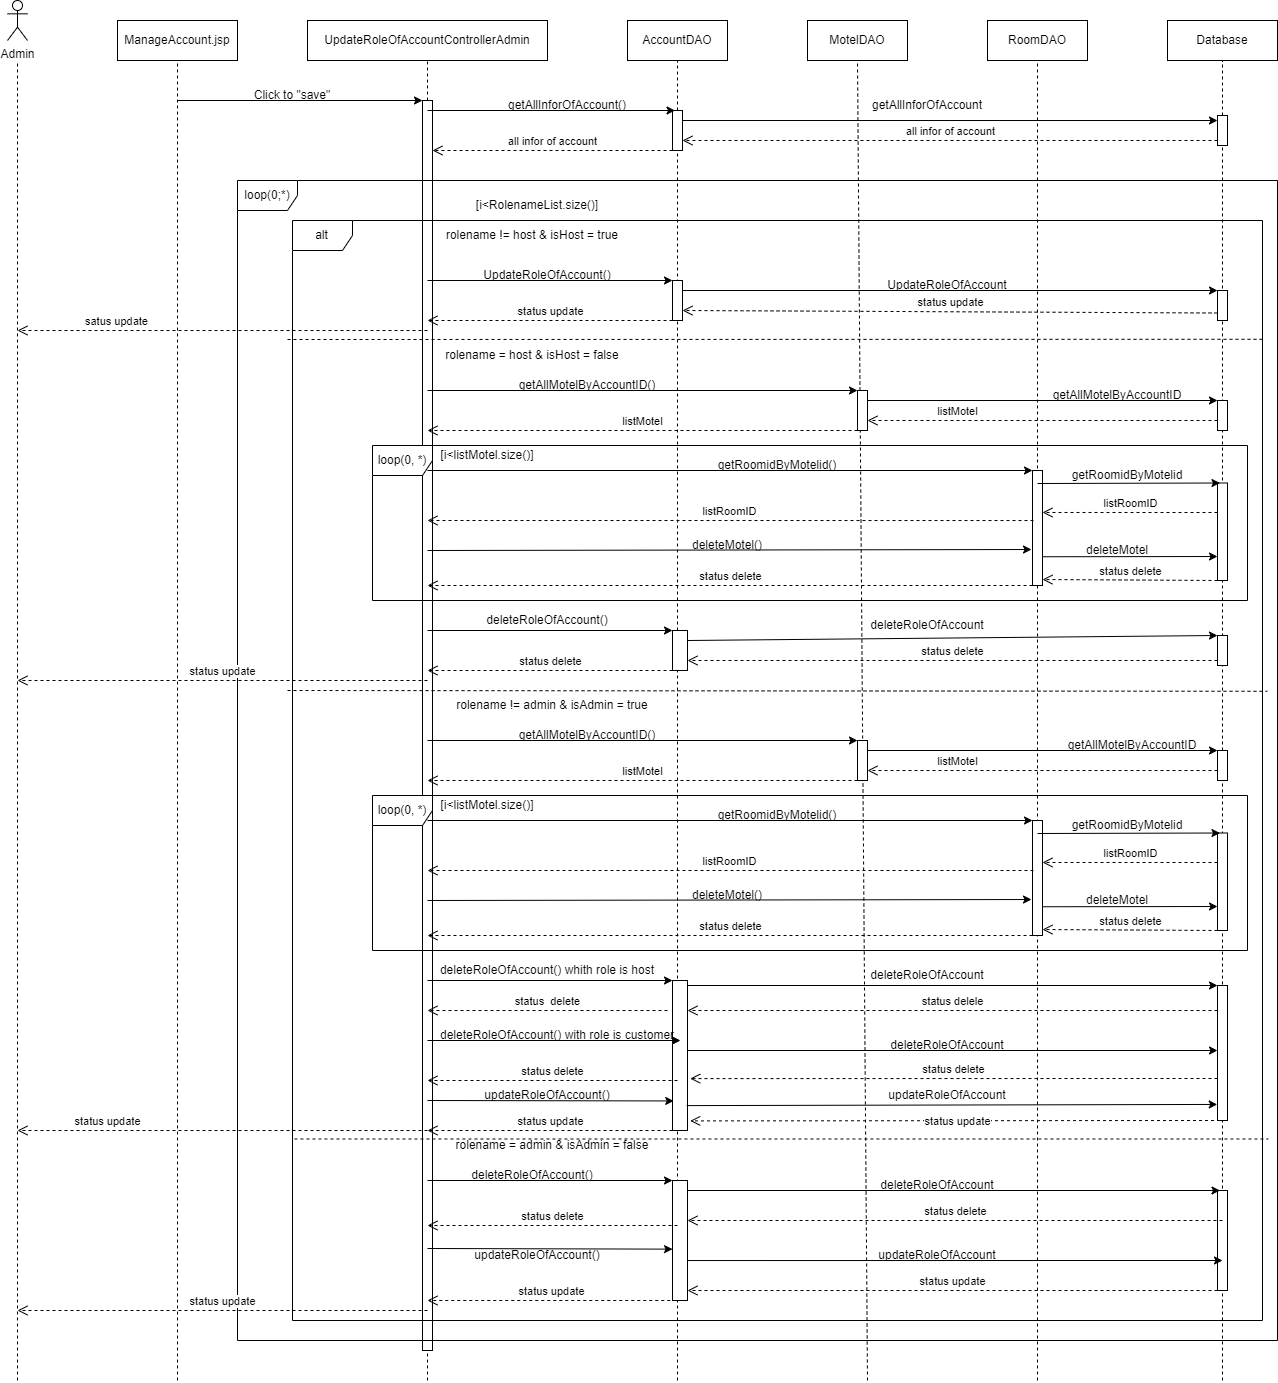 Admin
ManageAccount.jsp
UpdateRoleOfAccountControllerAdmin
AccountDAO
MotelDAO
RoomDAO
Database
Click to "save"
getAllInforOfAccount()
getAllInforOfAccount
all infor of account
all infor of account
loop(0;*)
[i<RolenameList.size()]
alt
rolename != host & isHost = true
UpdateRoleOfAccount()
UpdateRoleOfAccount
status update
status update
satus update
rolename = host & isHost = false
getAllMotelByAccountID()
getAllMotelByAccountID
listMotel
listMotel
loop(0, *)
[i<listMotel.size()]
getRoomidByMotelid()
getRoomidByMotelid
listRoomID
listRoomID
deleteMotel()
deleteMotel
status delete
status delete
deleteRoleOfAccount()
deleteRoleOfAccount
status delete
status delete
status update
rolename != admin & isAdmin = true
getAllMotelByAccountID()
getAllMotelByAccountID
listMotel
listMotel
loop(0, *)
[i<listMotel.size()]
getRoomidByMotelid()
getRoomidByMotelid
listRoomID
listRoomID
deleteMotel()
deleteMotel
status delete
status delete
deleteRoleOfAccount() whith role is host
deleteRoleOfAccount
status  delete
status delele
deleteRoleOfAccount() with role is customer
deleteRoleOfAccount
status delete
status delete
updateRoleOfAccount()
updateRoleOfAccount
status update
status update
status update
rolename = admin & isAdmin = false
deleteRoleOfAccount()
deleteRoleOfAccount
status delete
status delete
updateRoleOfAccount()
updateRoleOfAccount
status update
status update
status update